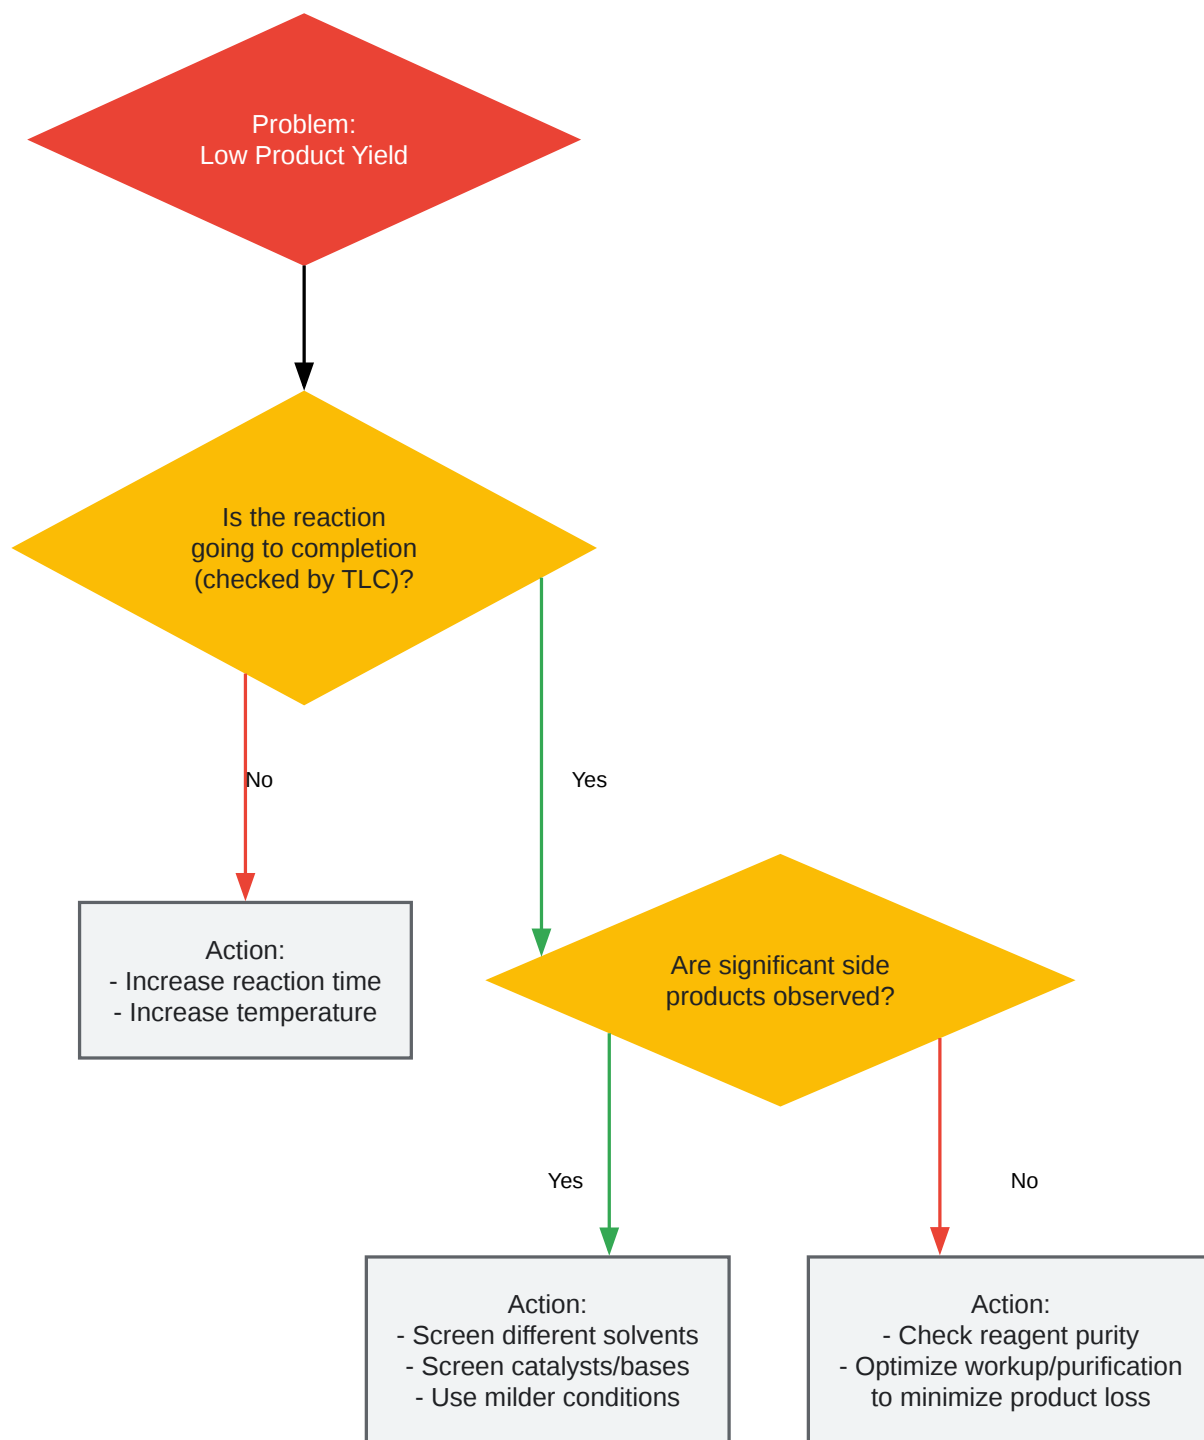 Problem:
Low Product Yield
Is the reaction
going to completion
(checked by TLC)?
No
Yes
Action:
- Increase reaction time
- Increase temperature
Are significant side
products observed?
Yes
No
Action:
- Screen different solvents
- Screen catalysts/bases
- Use milder conditions
Action:
- Check reagent purity
- Optimize workup/purification
to minimize product loss